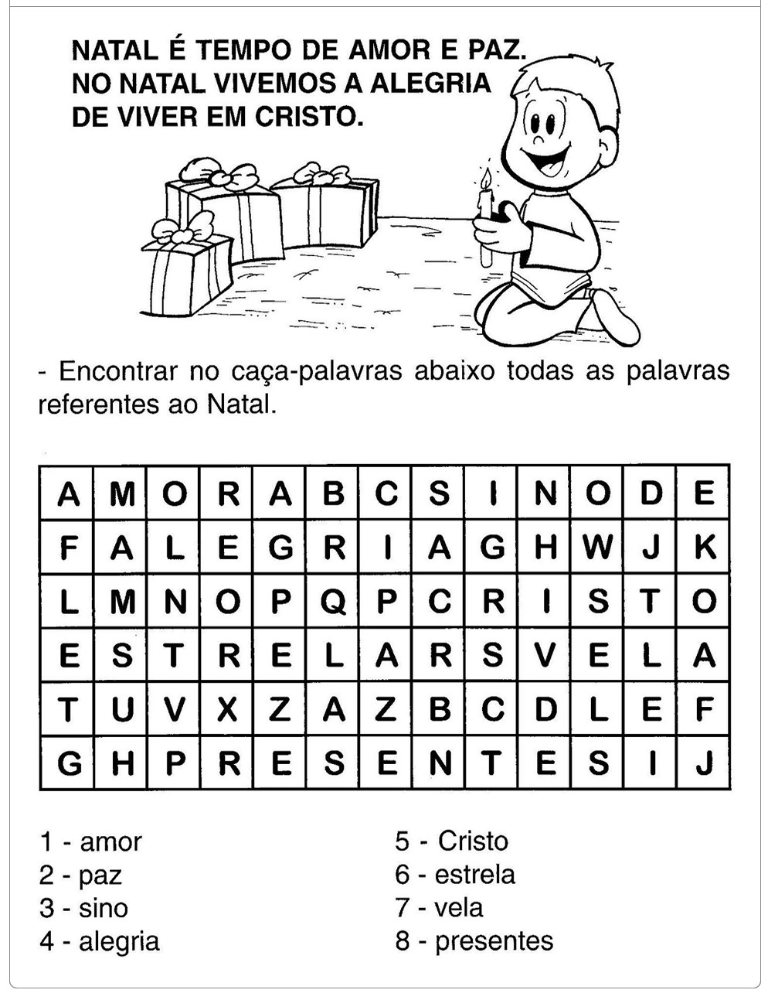 NATAL É TEMPO DE AMOR E PAZ.
NO NATAL VIVEMOS A ALEGRIA
DE VIVER EM CRISTO.
- Encontrar no caça-palavras abaixo todas as palavras
referentes ao Natal.
A M O R A B C S I N O D E
F A L E G R I A G H W J K
L M N O P Q P C R I S T O
E S T R E L A R S V E L A
T U V X Z A Z B C D L E F
G H P R E S E N T E S I J
1 - amor
2 - paz
3 - sino
4 - alegria
5 - Cristo
6 - estrela
7 - vela
8 - presentes